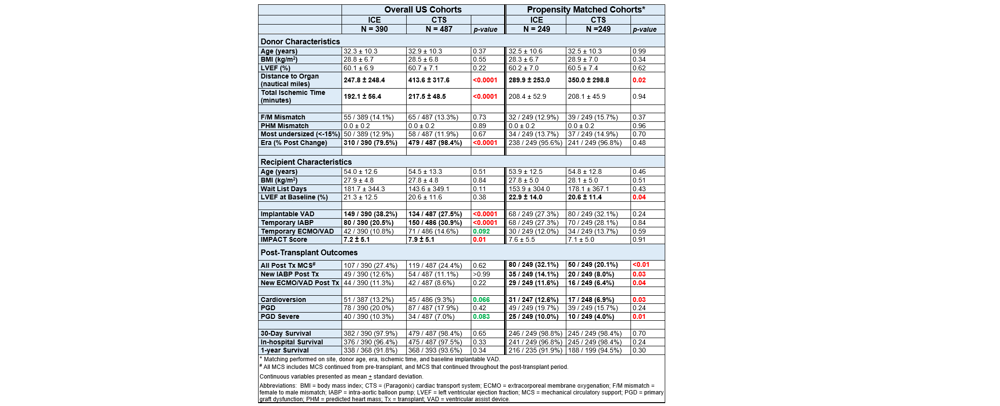 Overall US Cohorts Propensity Matched Cohorts*
ICE CTS ICE CTS
N = 390 N = 487 p-value N = 249 N =249 p-value
Donor Characteristics
Age (years) 32.3 ± 10.3 32.9 ± 10.3 0.37 32.5 ± 10.6 32.5 ± 10.3 0.99
BMI (kg/m²) 28.8 ± 6.7 28.5 ± 6.8 0.55 28.3 ± 6.7 28.9 ± 7.0 0.34
LVEF (%) 60.1 ± 6.9 60.7 ± 7.1 0.22 60.2 ± 7.0 60.5 ± 7.4 0.62
Distance to Organ
(nautical miles) 247.8 ± 248.4 413.6 ± 317.6 <0.0001 289.9 ± 253.0 350.0 ± 298.8 0.02
Total Ischemic Time
(minutes) 192.1 ± 56.4 217.5 ± 48.5 <0.0001 208.4 ± 52.9 208.1 ± 45.9 0.94
F/M Mismatch 55 / 389 (14.1%) 65 / 487 (13.3%) 0.73 32 / 249 (12.9%) 39 / 249 (15.7%) 0.37
PHM Mismatch 0.0 ± 0.2 0.0 ± 0.2 0.89 0.0 ± 0.2 0.0 ± 0.2 0.96
Most undersized (<-15%) 50 / 389 (12.9%) 58 / 487 (11.9%) 0.67 34 / 249 (13.7%) 37 / 249 (14.9%) 0.70
Era (% Post Change) 310 / 390 (79.5%) 479 / 487 (98.4%) <0.0001 238 / 249 (95.6%) 241 / 249 (96.8%) 0.48
Recipient Characteristics
Age (years) 54.0 ± 12.6 54.5 ± 13.3 0.51 53.9 ± 12.5 54.8 ± 12.8 0.46
BMI (kg/m²) 27.9 ± 4.8 27.8 ± 4.8 0.84 27.8 ± 5.0 28.1 ± 5.0 0.51
Wait List Days 181.7 ± 344.3 143.6 ± 349.1 0.11 153.9 ± 304.0 178.1 ± 367.1 0.43
LVEF at Baseline (%) 21.3 ± 12.5 20.6 ± 11.6 0.38 22.9 ± 14.0 20.6 ± 11.4 0.04
Implantable VAD 149 / 390 (38.2%) 134 / 487 (27.5%) <0.0001 68 / 249 (27.3%) 80 / 249 (32.1%) 0.24
Temporary IABP 80 / 390 (20.5%) 150 / 486 (30.9%) <0.0001 68 / 249 (27.3%) 70 / 249 (28.1%) 0.84
Temporary ECMO/VAD 42 / 390 (10.8%) 71 / 486 (14.6%) 0.092 30 / 249 (12.0%) 34 / 249 (13.7%) 0.59
IMPACT Score 7.2 ± 5.1 7.9 ± 5.1 0.01 7.6 ± 5.5 7.1 ± 5.0 0.91
Post-Transplant Outcomes
All Post Tx MCS# 107 / 390 (27.4%) 119 / 487 (24.4%) 0.62 80 / 249 (32.1%) 50 / 249 (20.1%) <0.01
New IABP Post Tx 49 / 390 (12.6%) 54 / 487 (11.1%) >0.99 35 / 249 (14.1%) 20 / 249 (8.0%) 0.03
New ECMO/VAD Post Tx 44 / 390 (11.3%) 42 / 487 (8.6%) 0.22 29 / 249 (11.6%) 16 / 249 (6.4%) 0.04
Cardioversion 51 / 387 (13.2%) 45 / 486 (9.3%) 0.066 31 / 247 (12.6%) 17 / 248 (6.9%) 0.03
PGD 78 / 390 (20.0%) 87 / 487 (17.9%) 0.42 49 / 249 (19.7%) 39 / 249 (15.7%) 0.24
PGD Severe 40 / 390 (10.3%) 34 / 487 (7.0%) 0.083 25 / 249 (10.0%) 10 / 249 (4.0%) 0.01
30-Day Survival 382 / 390 (97.9%) 479 / 487 (98.4%) 0.65 246 / 249 (98.8%) 245 / 249 (98.4%) 0.70
In-hospital Survival 376 / 390 (96.4%) 475 / 487 (97.5%) 0.33 241 / 249 (96.8%) 245 / 249 (98.4%) 0.24
1-year Survival 338 / 368 (91.8%) 368 / 393 (93.6%) 0.34 216 / 235 (91.9%) 188 / 199 (94.5%) 0.30
* Matching performed on site, donor age, era, ischemic time, and baseline implantable VAD.
# All MCS includes MCS continued from pre-transplant, and MCS that continued throughout the post-transplant period.
Continuous variables presented as mean ± standard deviation.
Abbreviations: BMI = body mass index; CTS = (Paragonix) cardiac transport system; ECMO = extracorporeal membrane oxygenation; F/M mismatch =
female to male mismatch; IABP = intra-aortic balloon pump; LVEF = left ventricular ejection fraction; MCS = mechanical circulatory support; PGD = primary
graft dysfunction; PHM = predicted heart mass; Tx = transplant; VAD = ventricular assist device.